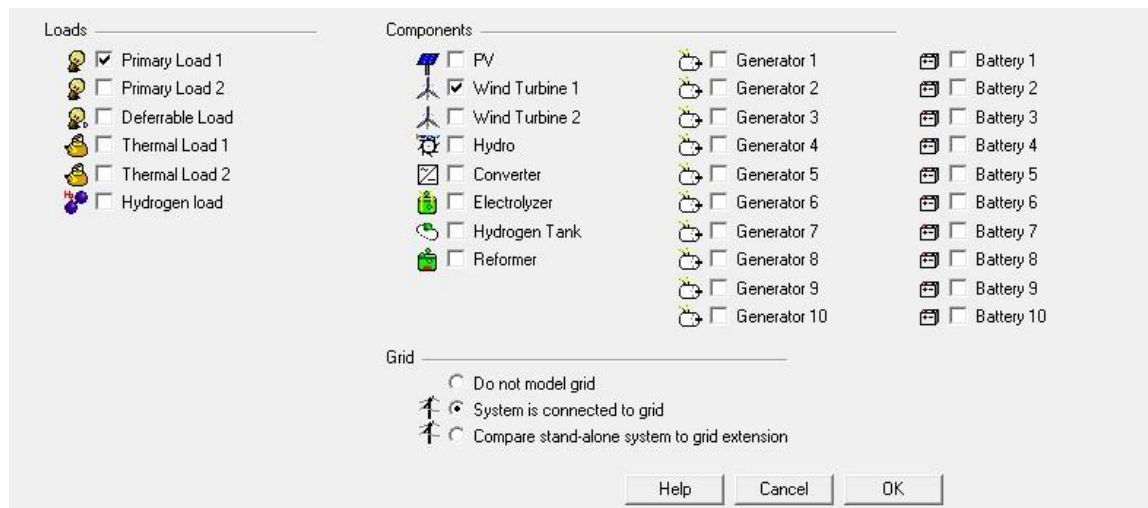 Loads
Primary Load 1
Primary Load 2
Deferrable Load
Thermal Load 1
Thermal Load 2
Hydrogen load
Components
PV
Wind Turbine 1
Wind Turbine 2
Hydro
Converter
Electrolyzer
Hydrogen Tank
Reformer
Generator 1
Generator 2
Generator 3
Generator 4
Generator 5
Generator 6
Generator 7
Generator 8
Generator 9
Generator 10
Battery 1
Battery 2
Battery 3
Battery 4
Battery 5
Battery 6
Battery 7
Battery 8
Battery 9
Battery 10
Grid
Do not model grid
System is connected to grid
Compare stand-alone system to grid extension
Help
Cancel
OK